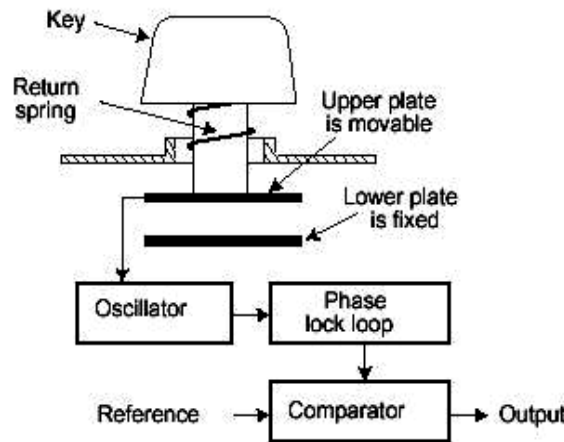 Key
Return
spring
Upper plate
is movable
Lower plate
is fixed
Oscillator
Phase
lock loop
Reference
Comparator
Output